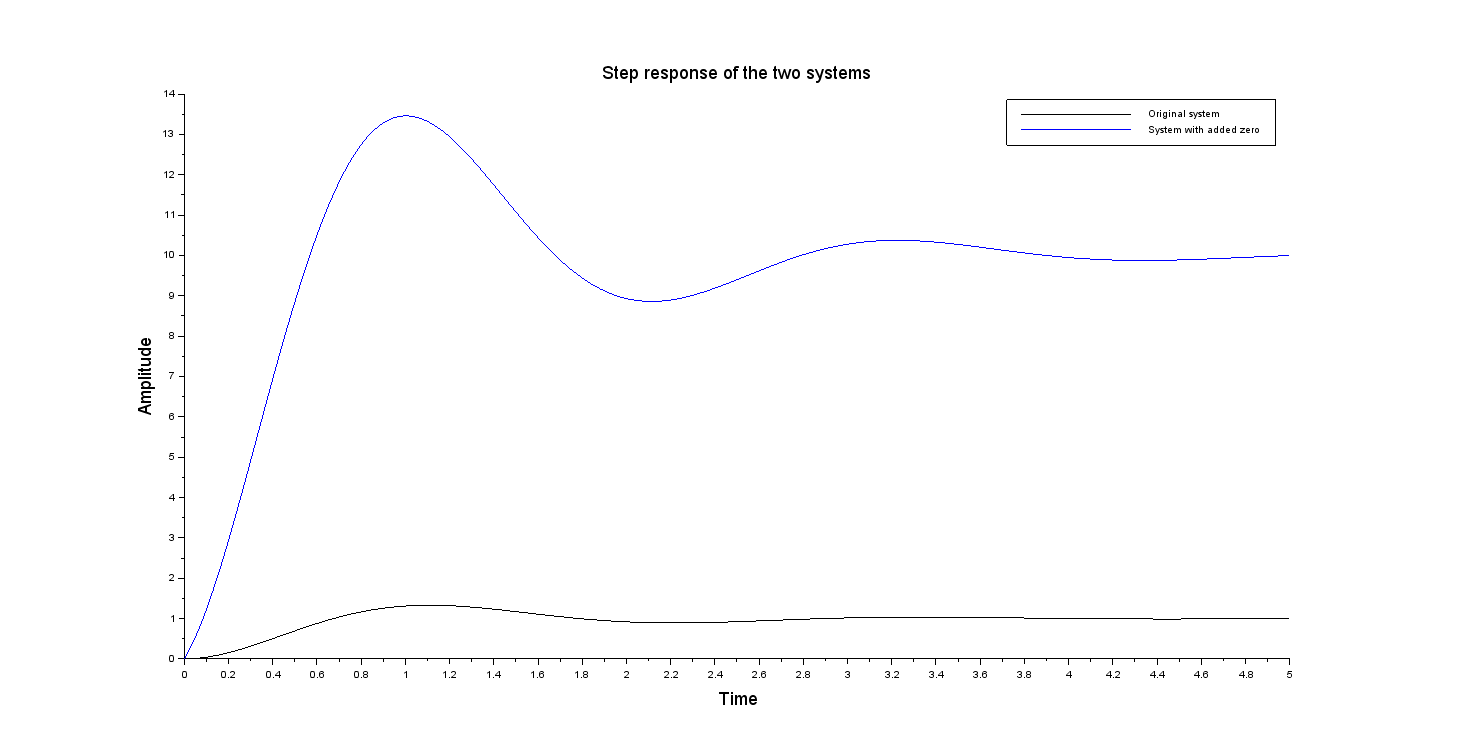 Step response of the two systems
Original system
System with added zero
14
13
12
11
10
9
8
7
6
5
4
3
2
1
0
Amplitude
0 0.2 0.4 0.6 0.8 1 1.2 1.4 1.6 1.8 2 2.2 2.4 2.6 2.8 3 3.2 3.4 3.6 3.8 4 4.2 4.4 4.6 4.8 5
Time